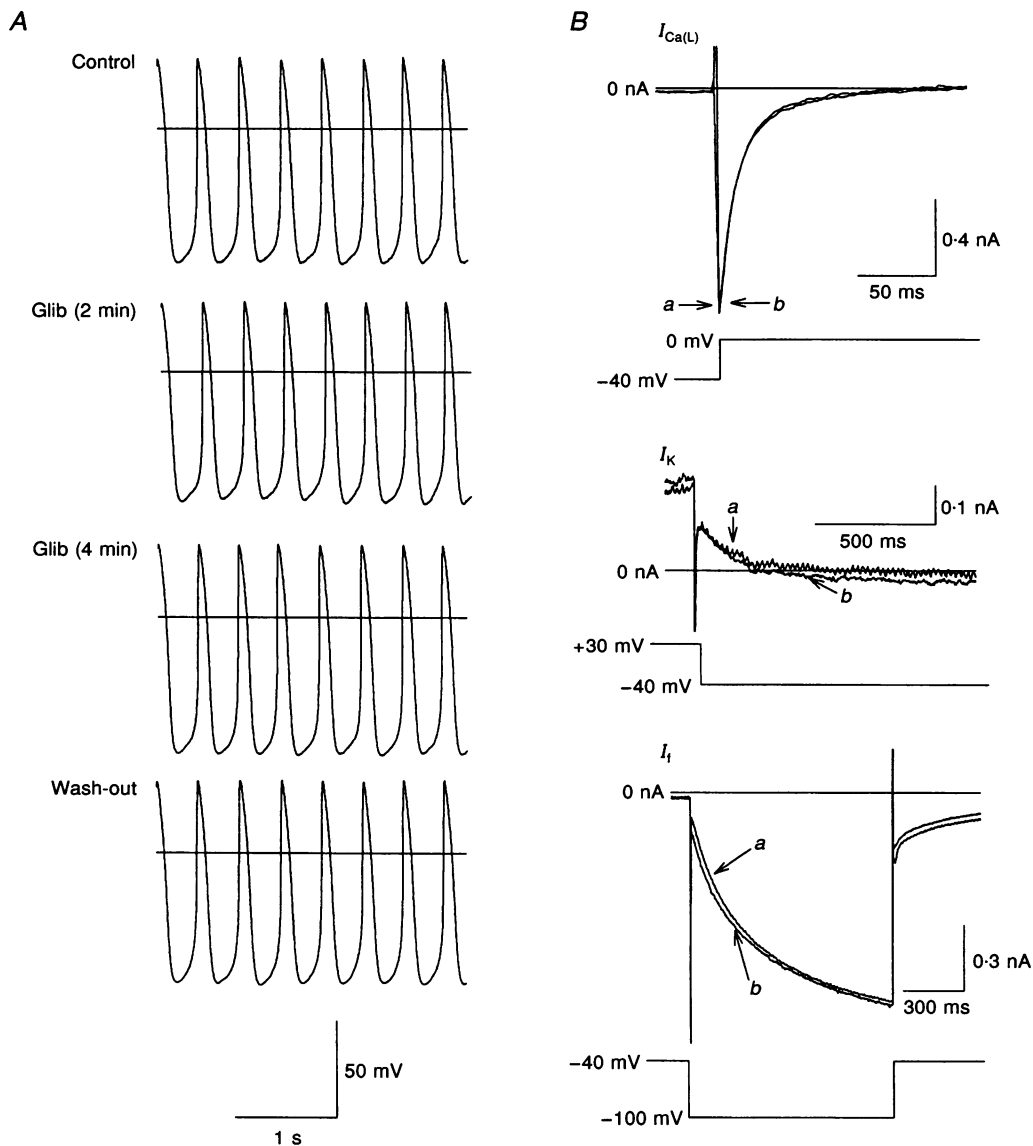 A
Control
Glib (2 min)
Glib (4 min)
Wash-out
50 mV
1 s
B
I_Ca(L)
0 nA
0·4 nA
50 ms
a
b
0 mV
−40 mV
I_K
a
0·1 nA
500 ms
0 nA
b
+30 mV
−40 mV
I_f
0 nA
a
b
0·3 nA
300 ms
−40 mV
−100 mV